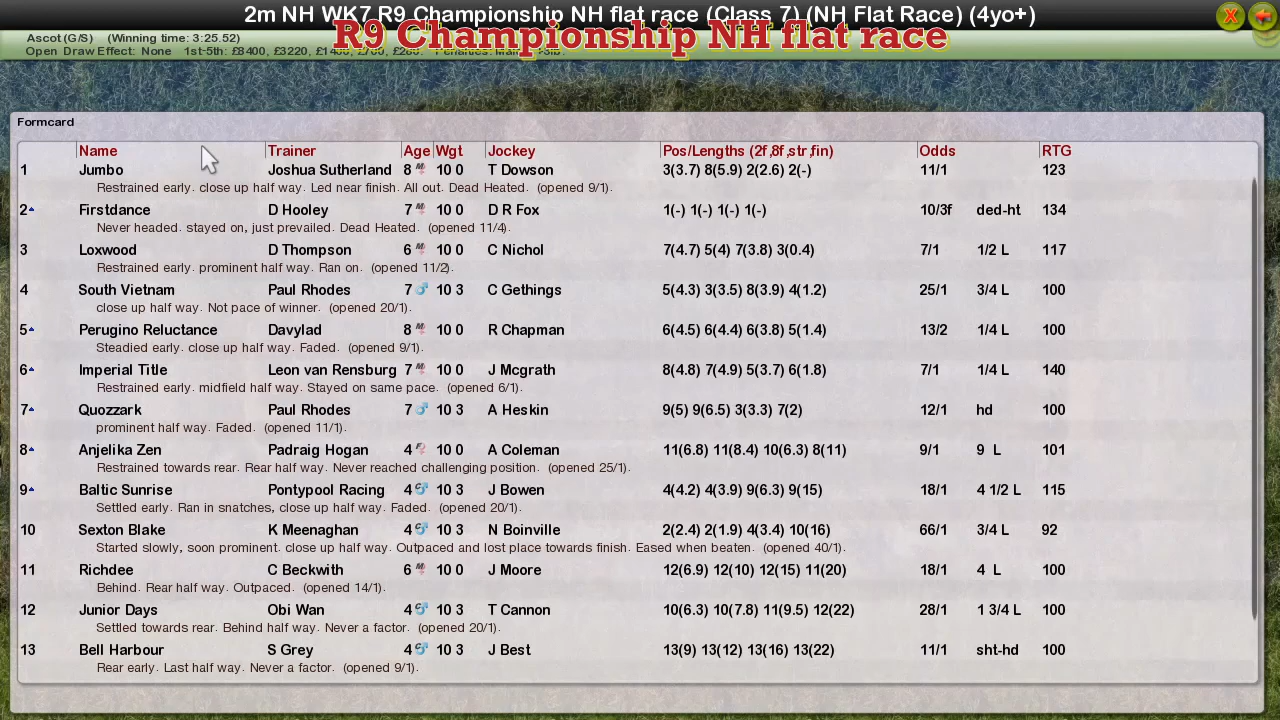 2m NH WK7 R9 Championship NH flat race (Class 7) (NH Flat Race) (4yo+)
R9 Championship NH flat race
Ascot (G/S) (Winning time: 3:25.52)
Open Draw Effect: None 1st-5th: £8400, £3220,
Formcard
Name Trainer Age Wgt Jockey Pos/Lengths (2f,8f,str,fin) Odds RTG
1 Jumbo Joshua Sutherland 8 10 0 T Dowson 3(3.7) 8(5.9) 2(2.6) 2(-) 11/1 123
Restrained early. close up half way. Led near finish. All out. Dead Heated. (opened 9/1).
2 Firstdance D Hooley 7 10 0 D R Fox 1(-) 1(-) 1(-) 1(-) 10/3f ded-ht 134
Never headed. stayed on, just prevailed. Dead Heated. (opened 11/4).
3 Loxwood D Thompson 6 10 0 C Nichol 7(4.7) 5(4) 7(3.8) 3(0.4) 7/1 1/2 L 117
Restrained early. prominent half way. Ran on. (opened 11/2).
4 South Vietnam Paul Rhodes 7 10 3 C Gethings 5(4.3) 3(3.5) 8(3.9) 4(1.2) 25/1 3/4 L 100
close up half way. Not pace of winner. (opened 20/1).
5 Perugino Reluctance Davylad 8 10 0 R Chapman 6(4.5) 6(4.4) 6(3.8) 5(1.4) 13/2 1/4 L 100
Steadied early. close up half way. Faded. (opened 9/1).
6 Imperial Title Leon van Rensburg 7 10 0 J Mcgrath 8(4.8) 7(4.9) 5(3.7) 6(1.8) 7/1 1/4 L 140
Restrained early. midfield half way. Stayed on same pace. (opened 6/1).
7 Quozzark Paul Rhodes 7 10 3 A Heskin 9(5) 9(6.5) 3(3.3) 7(2) 12/1 hd 100
prominent half way. Faded. (opened 11/1).
8 Anjelika Zen Padraig Hogan 4 10 0 A Coleman 11(6.8) 11(8.4) 10(6.3) 8(11) 9/1 9 L 101
Restrained towards rear. Rear half way. Never reached challenging position. (opened 25/1).
9 Baltic Sunrise Pontypool Racing 4 10 3 J Bowen 4(4.2) 4(3.9) 9(6.3) 9(15) 18/1 4 1/2 L 115
Settled early. Ran in snatches, close up half way. Faded. (opened 20/1).
10 Sexton Blake K Meenaghan 4 10 3 N Boinville 2(2.4) 2(1.9) 4(3.4) 10(16) 66/1 3/4 L 92
Started slowly, soon prominent. close up half way. Outpaced and lost place towards finish. Eased when beaten. (opened 40/1).
11 Richdee C Beckwith 6 10 0 J Moore 12(6.9) 12(10) 12(15) 11(20) 18/1 4 L 100
Behind. Rear half way. Outpaced. (opened 14/1).
12 Junior Days Obi Wan 4 10 3 T Cannon 10(6.3) 10(7.8) 11(9.5) 12(22) 28/1 1 3/4 L 100
Settled towards rear. Behind half way. Never a factor. (opened 20/1).
13 Bell Harbour S Grey 4 10 3 J Best 13(9) 13(12) 13(16) 13(22) 11/1 sht-hd 100
Rear early. Last half way. Never a factor. (opened 9/1).